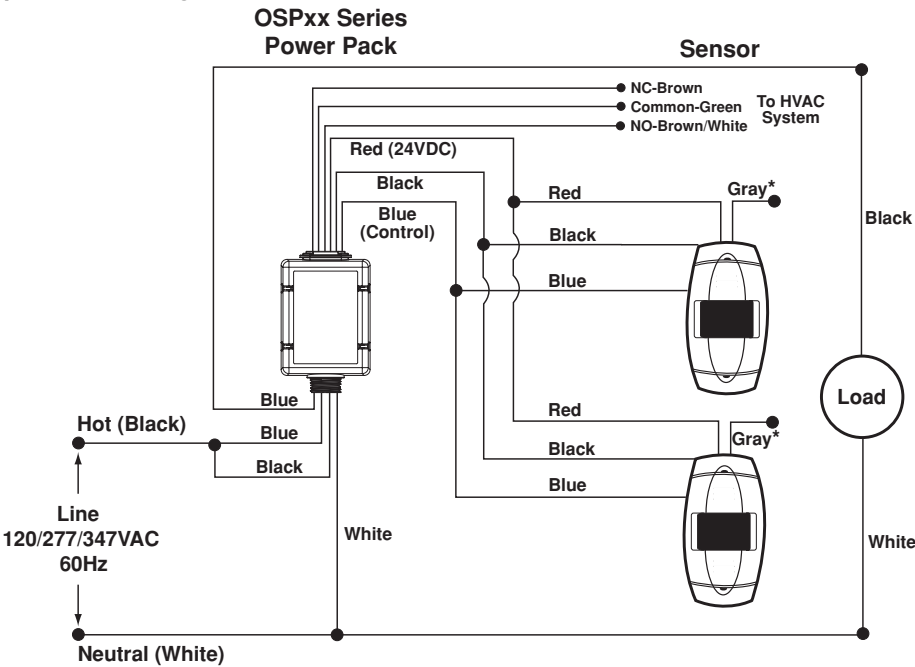 OSPxx Series
Power Pack
Sensor
NC-Brown
Common-Green
NO-Brown/White
To HVAC
System
Red (24VDC)
Black
Blue
(Control)
Red
Gray*
Black
Blue
Black
Load
Blue
Hot (Black)
Blue
Black
Red
Gray*
Black
Blue
Line
120/277/347VAC
60Hz
White
White
Neutral (White)